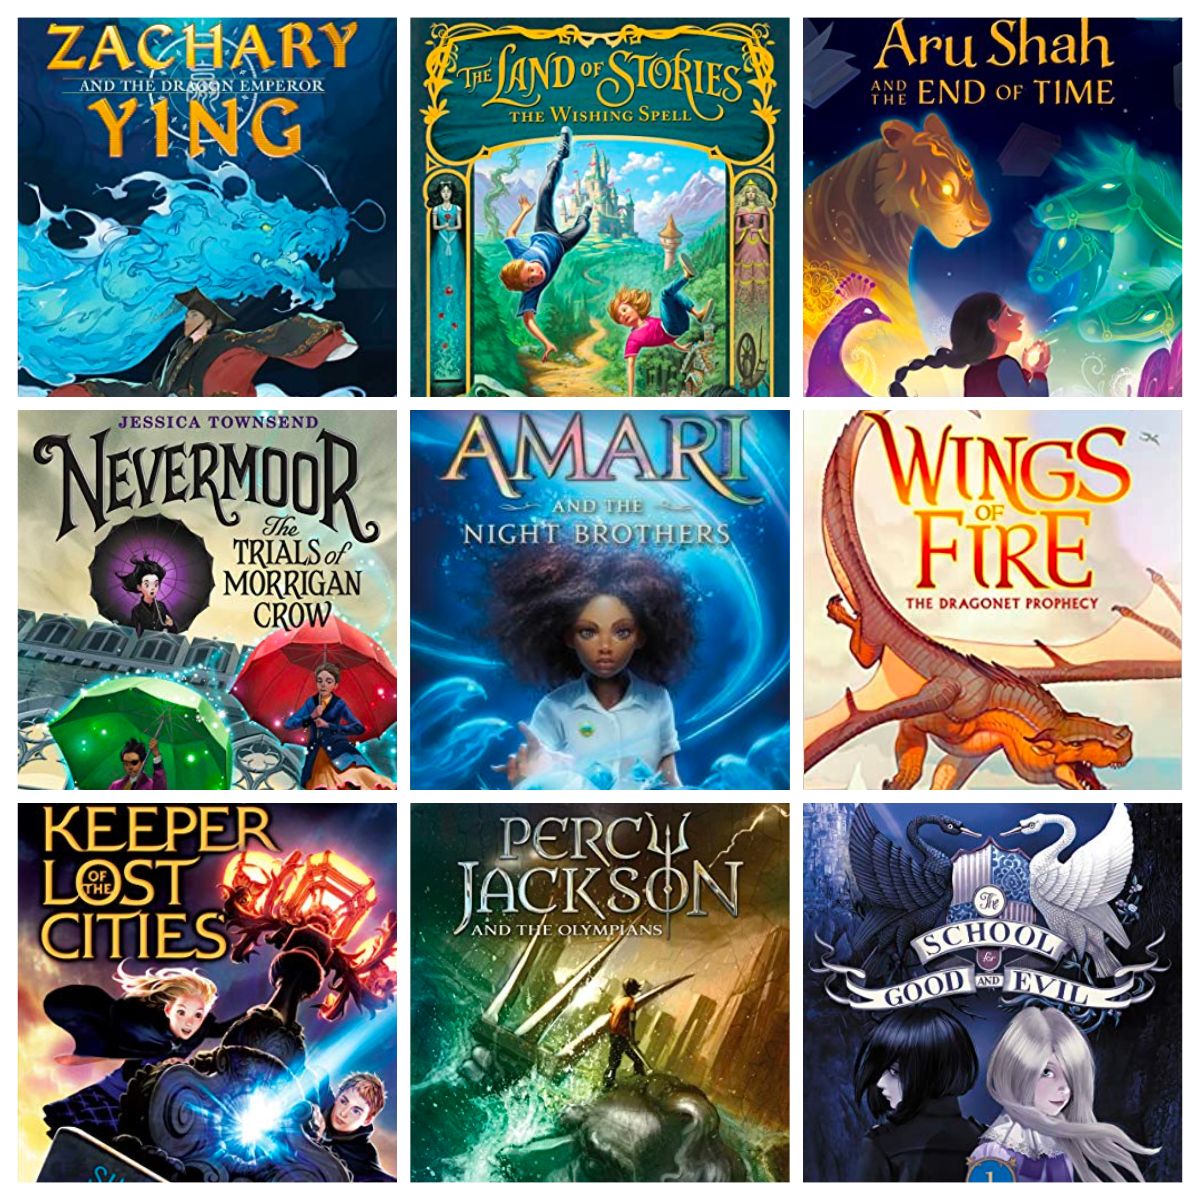 ZACHARY
AND THE DRAGON EMPEROR
YING
THE LAND OF STORIES
THE WISHING SPELL
ARU SHAH
AND THE END OF TIME
JESSICA TOWNSEND
NEVERMOOR
The
TRIALS of
MORRIGAN
CROW
AMARI
AND THE
NIGHT BROTHERS
WINGS
OF
FIRE
THE DRAGONET PROPHECY
KEEPER
OF THE
LOST
CITIES
PERCY
JACKSON
AND THE OLYMPIANS
The
SCHOOL
for
GOOD AND EVIL
1